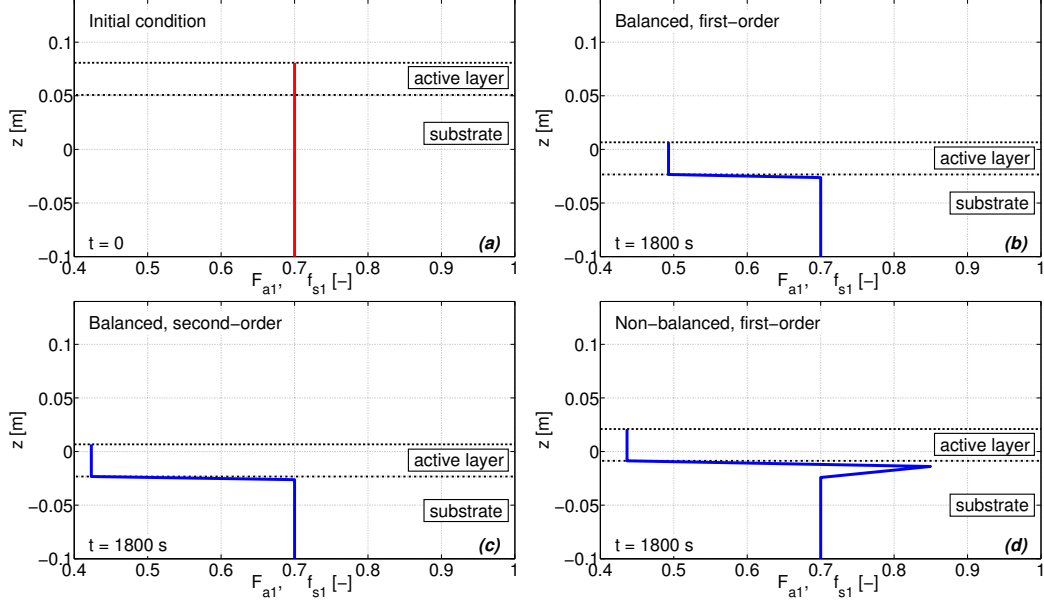 Initial condition
0.1
0.05
0
−0.05
−0.1
z [m]
active layer
substrate
t = 0
(a)
0.4 0.5 0.6 0.7 0.8 0.9 1
F_a1, f_s1 [−]
Balanced, first−order
0.1
0.05
0
−0.05
−0.1
z [m]
active layer
substrate
t = 1800 s
(b)
0.4 0.5 0.6 0.7 0.8 0.9 1
F_a1, f_s1 [−]
Balanced, second−order
0.1
0.05
0
−0.05
−0.1
z [m]
active layer
substrate
t = 1800 s
(c)
0.4 0.5 0.6 0.7 0.8 0.9 1
F_a1, f_s1 [−]
Non−balanced, first−order
0.1
0.05
0
−0.05
−0.1
z [m]
active layer
substrate
t = 1800 s
(d)
0.4 0.5 0.6 0.7 0.8 0.9 1
F_a1, f_s1 [−]